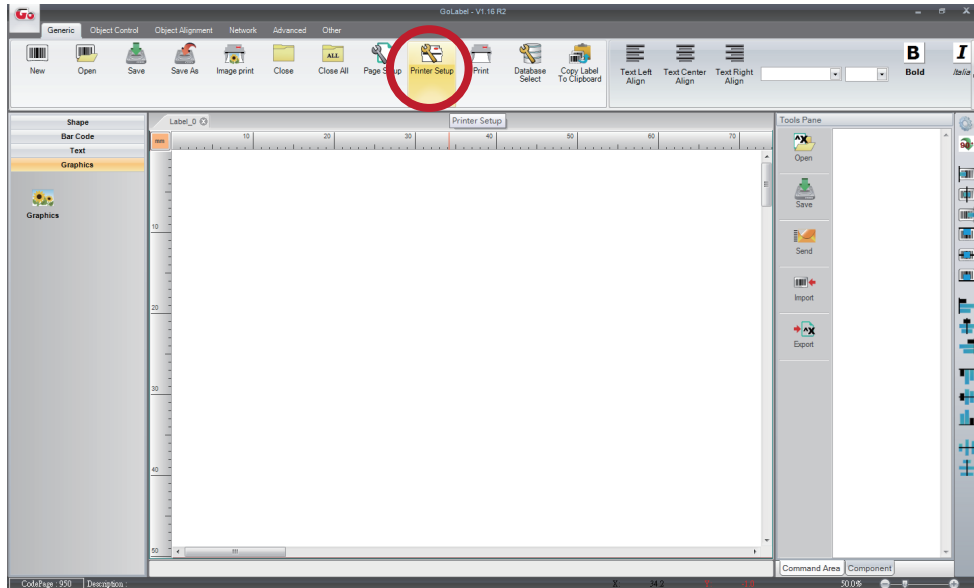 Go
GoLabel - V1.16 R2
Generic Object Control Object Alignment Network Advanced Other
New Open Save Save As Image print Close ALL Close All Page Setup Printer Setup Print Database Select Copy Label To Clipboard Text Left Align Text Center Align Text Right Align B Bold I Italic
Shape
Bar Code
Text
Graphics
Graphics
Label_0
Printer Setup
mm 10 20 30 40 50 60 70
10
20
30
40
50
Tools Pane
Open
Save
Send
Import
Export
90°
Command Area Component
CodePage : 950 Description : X: 34.2 50.0%